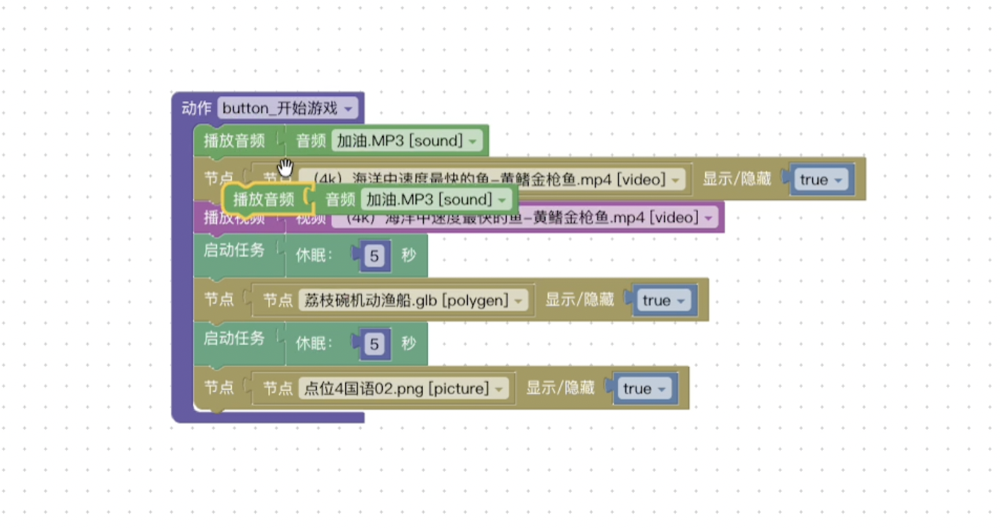 动作 button_开始游戏
播放音频 音频 加油.MP3 [sound]
节点 节点 （4k）海洋中速度最快的鱼-黄鳍金枪鱼.mp4 [video] 显示/隐藏 true
播放音频 音频 加油.MP3 [sound]
播放视频 视频 （4k）海洋中速度最快的鱼-黄鳍金枪鱼.mp4 [video]
启动任务 休眠： 5 秒
节点 节点 荔枝碗机动渔船.glb [polygen] 显示/隐藏 true
启动任务 休眠： 5 秒
节点 节点 点位4国语02.png [picture] 显示/隐藏 true